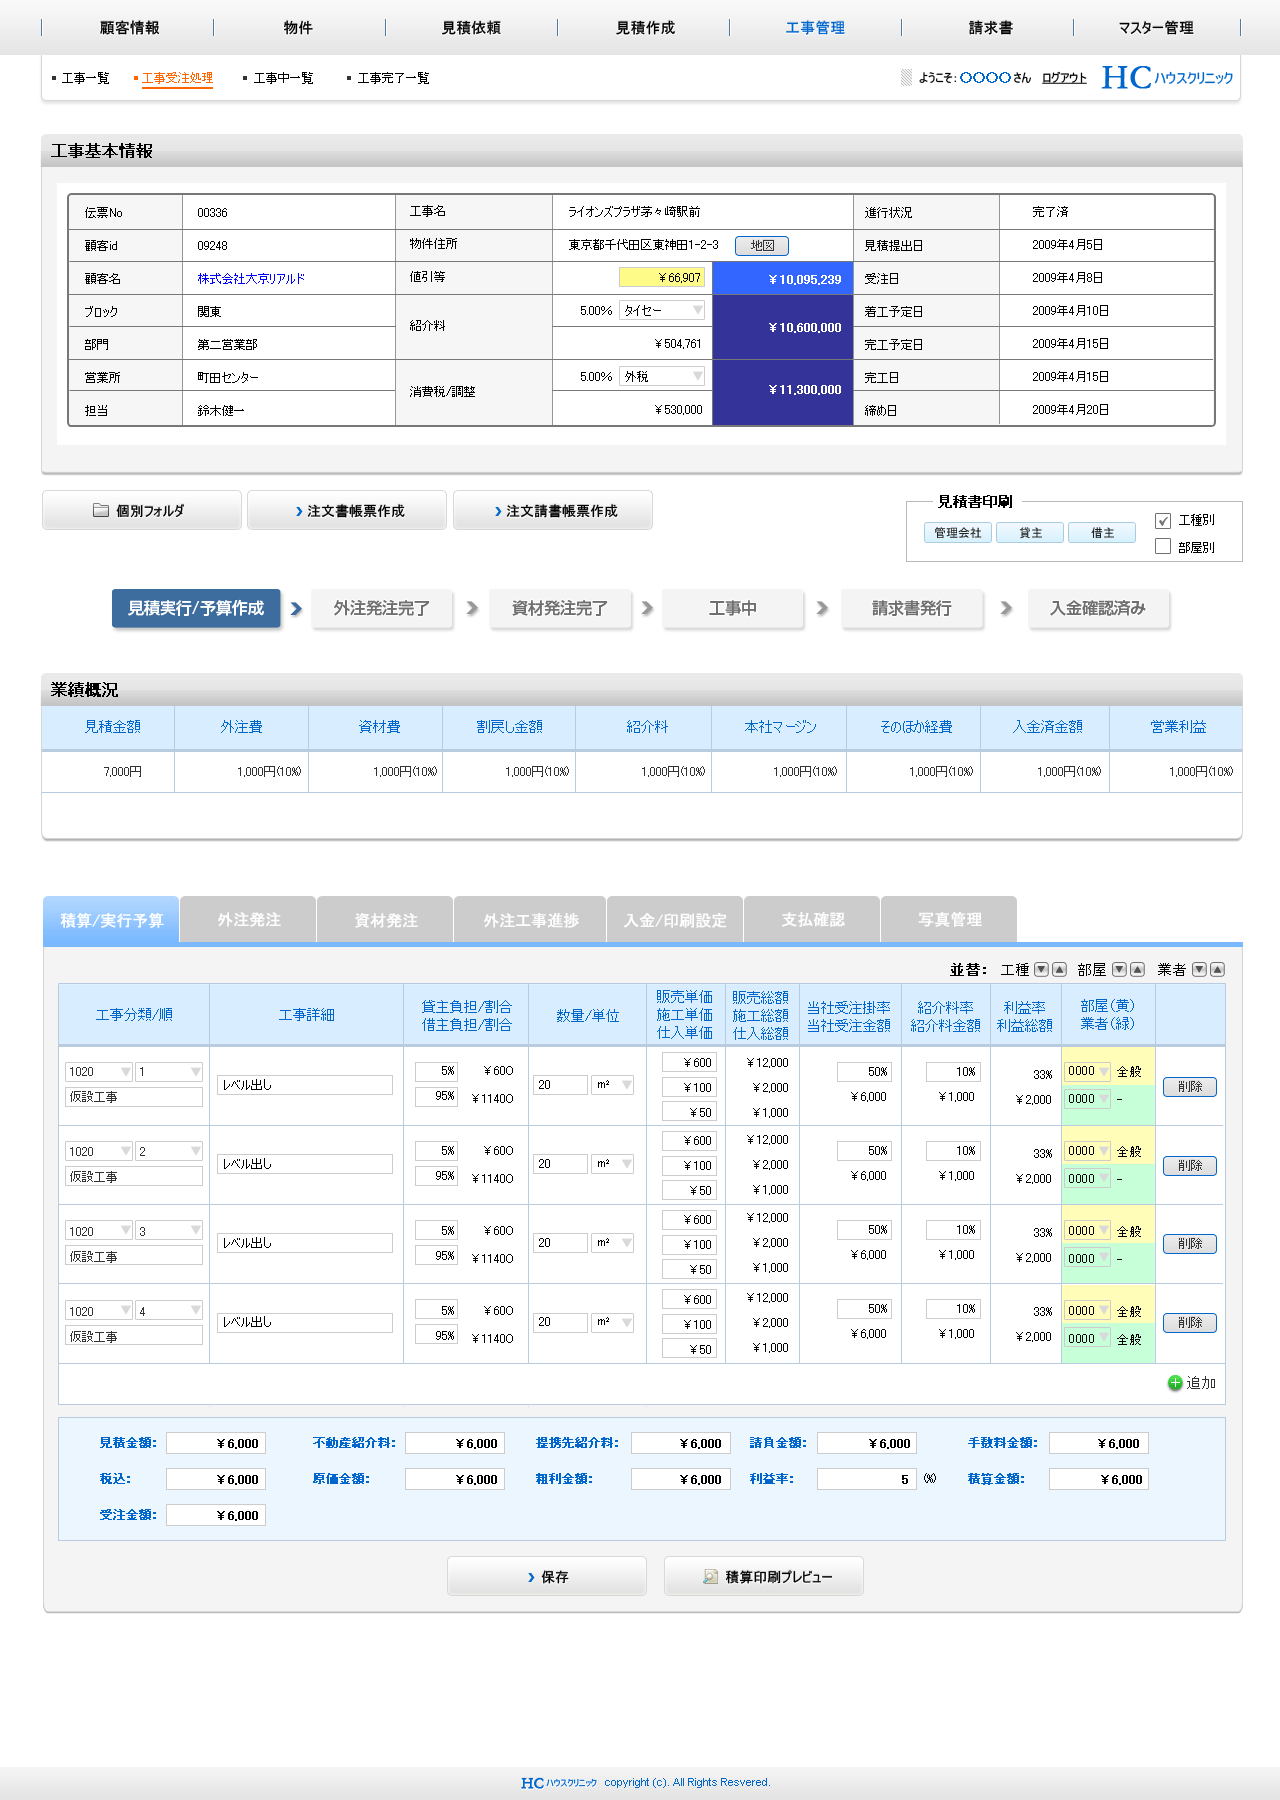 顧客情報 物件 見積依頼 見積作成 工事管理 請求書 マスター管理
工事一覧 工事受注処理 工事中一覧 工事完了一覧 ようこそ:〇〇〇〇さん ログアウト HCハウスクリニック
工事基本情報
伝票No 00336 工事名 ライオンズプラザ茅々崎駅前 進行状況 完了済
顧客id 09248 物件住所 東京都千代田区東神田1-2-3 地図 見積提出日 2009年4月5日
顧客名 株式会社大京リアルド 値引等 ¥66,907 ¥10,095,239 受注日 2009年4月8日
ブロック 関東 紹介料 5.00% タイセー ¥10,600,000 着工予定日 2009年4月10日
部門 第二営業部 ¥504,761 完工予定日 2009年4月15日
営業所 町田センター 消費税/調整 5.00% 外税 ¥11,300,000 完工日 2009年4月15日
担当 鈴木健一 ¥530,000 締め日 2009年4月20日
個別フォルダ 注文書帳票作成 注文請書帳票作成
見積書印刷
管理会社 貸主 借主 工種別
部屋別
見積実行/予算作成 外注発注完了 資材発注完了 工事中 請求書発行 入金確認済み
業績概況
見積金額 外注費 資材費 割戻し金額 紹介料 本社マージン そのほか経費 入金済金額 営業利益
7,000円 1,000円(10%) 1,000円(10%) 1,000円(10%) 1,000円(10%) 1,000円(10%) 1,000円(10%) 1,000円(10%) 1,000円(10%)
積算/実行予算 外注発注 資材発注 外注工事進捗 入金/印刷設定 支払確認 写真管理
並替: 工種 部屋 業者
工事分類/順 工事詳細 貸主負担/割合 借主負担/割合 数量/単位 販売単価 施工単価 仕入単価 販売総額 施工総額 仕入総額 当社受注掛率 当社受注金額 紹介料率 紹介料金額 利益率 利益総額 部屋(黄) 業者(緑)
1020 1 5% ¥600 ¥600 ¥12,000 50% 10% 33% 0000 全般
仮設工事 レベル出し 95% ¥11400 20 m² ¥100 ¥2,000 ¥6,000 ¥1,000 ¥2,000 0000 - 削除
¥50 ¥1,000
1020 2 5% ¥600 ¥600 ¥12,000 50% 10% 33% 0000 全般
仮設工事 レベル出し 95% ¥11400 20 m² ¥100 ¥2,000 ¥6,000 ¥1,000 ¥2,000 0000 - 削除
¥50 ¥1,000
1020 3 5% ¥600 ¥600 ¥12,000 50% 10% 33% 0000 全般
仮設工事 レベル出し 95% ¥11400 20 m² ¥100 ¥2,000 ¥6,000 ¥1,000 ¥2,000 0000 - 削除
¥50 ¥1,000
1020 4 5% ¥600 ¥600 ¥12,000 50% 10% 33% 0000 全般
仮設工事 レベル出し 95% ¥11400 20 m² ¥100 ¥2,000 ¥6,000 ¥1,000 ¥2,000 0000 全般 削除
¥50 ¥1,000
追加
見積金額: ¥6,000 不動産紹介料: ¥6,000 提携先紹介料: ¥6,000 請負金額: ¥6,000 手数料金額: ¥6,000
税込: ¥6,000 原価金額: ¥6,000 粗利金額: ¥6,000 利益率: 5 (%) 積算金額: ¥6,000
受注金額: ¥6,000
保存 積算印刷プレビュー
HCハウスクリニック copyright (c). All Rights Resvered.